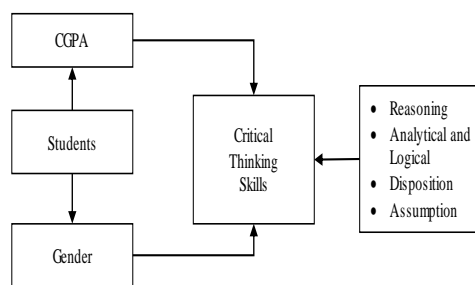 CGPA
Students
Gender
Critical
Thinking
Skills
• Reasoning
• Analytical and
Logical
• Disposition
• Assumption